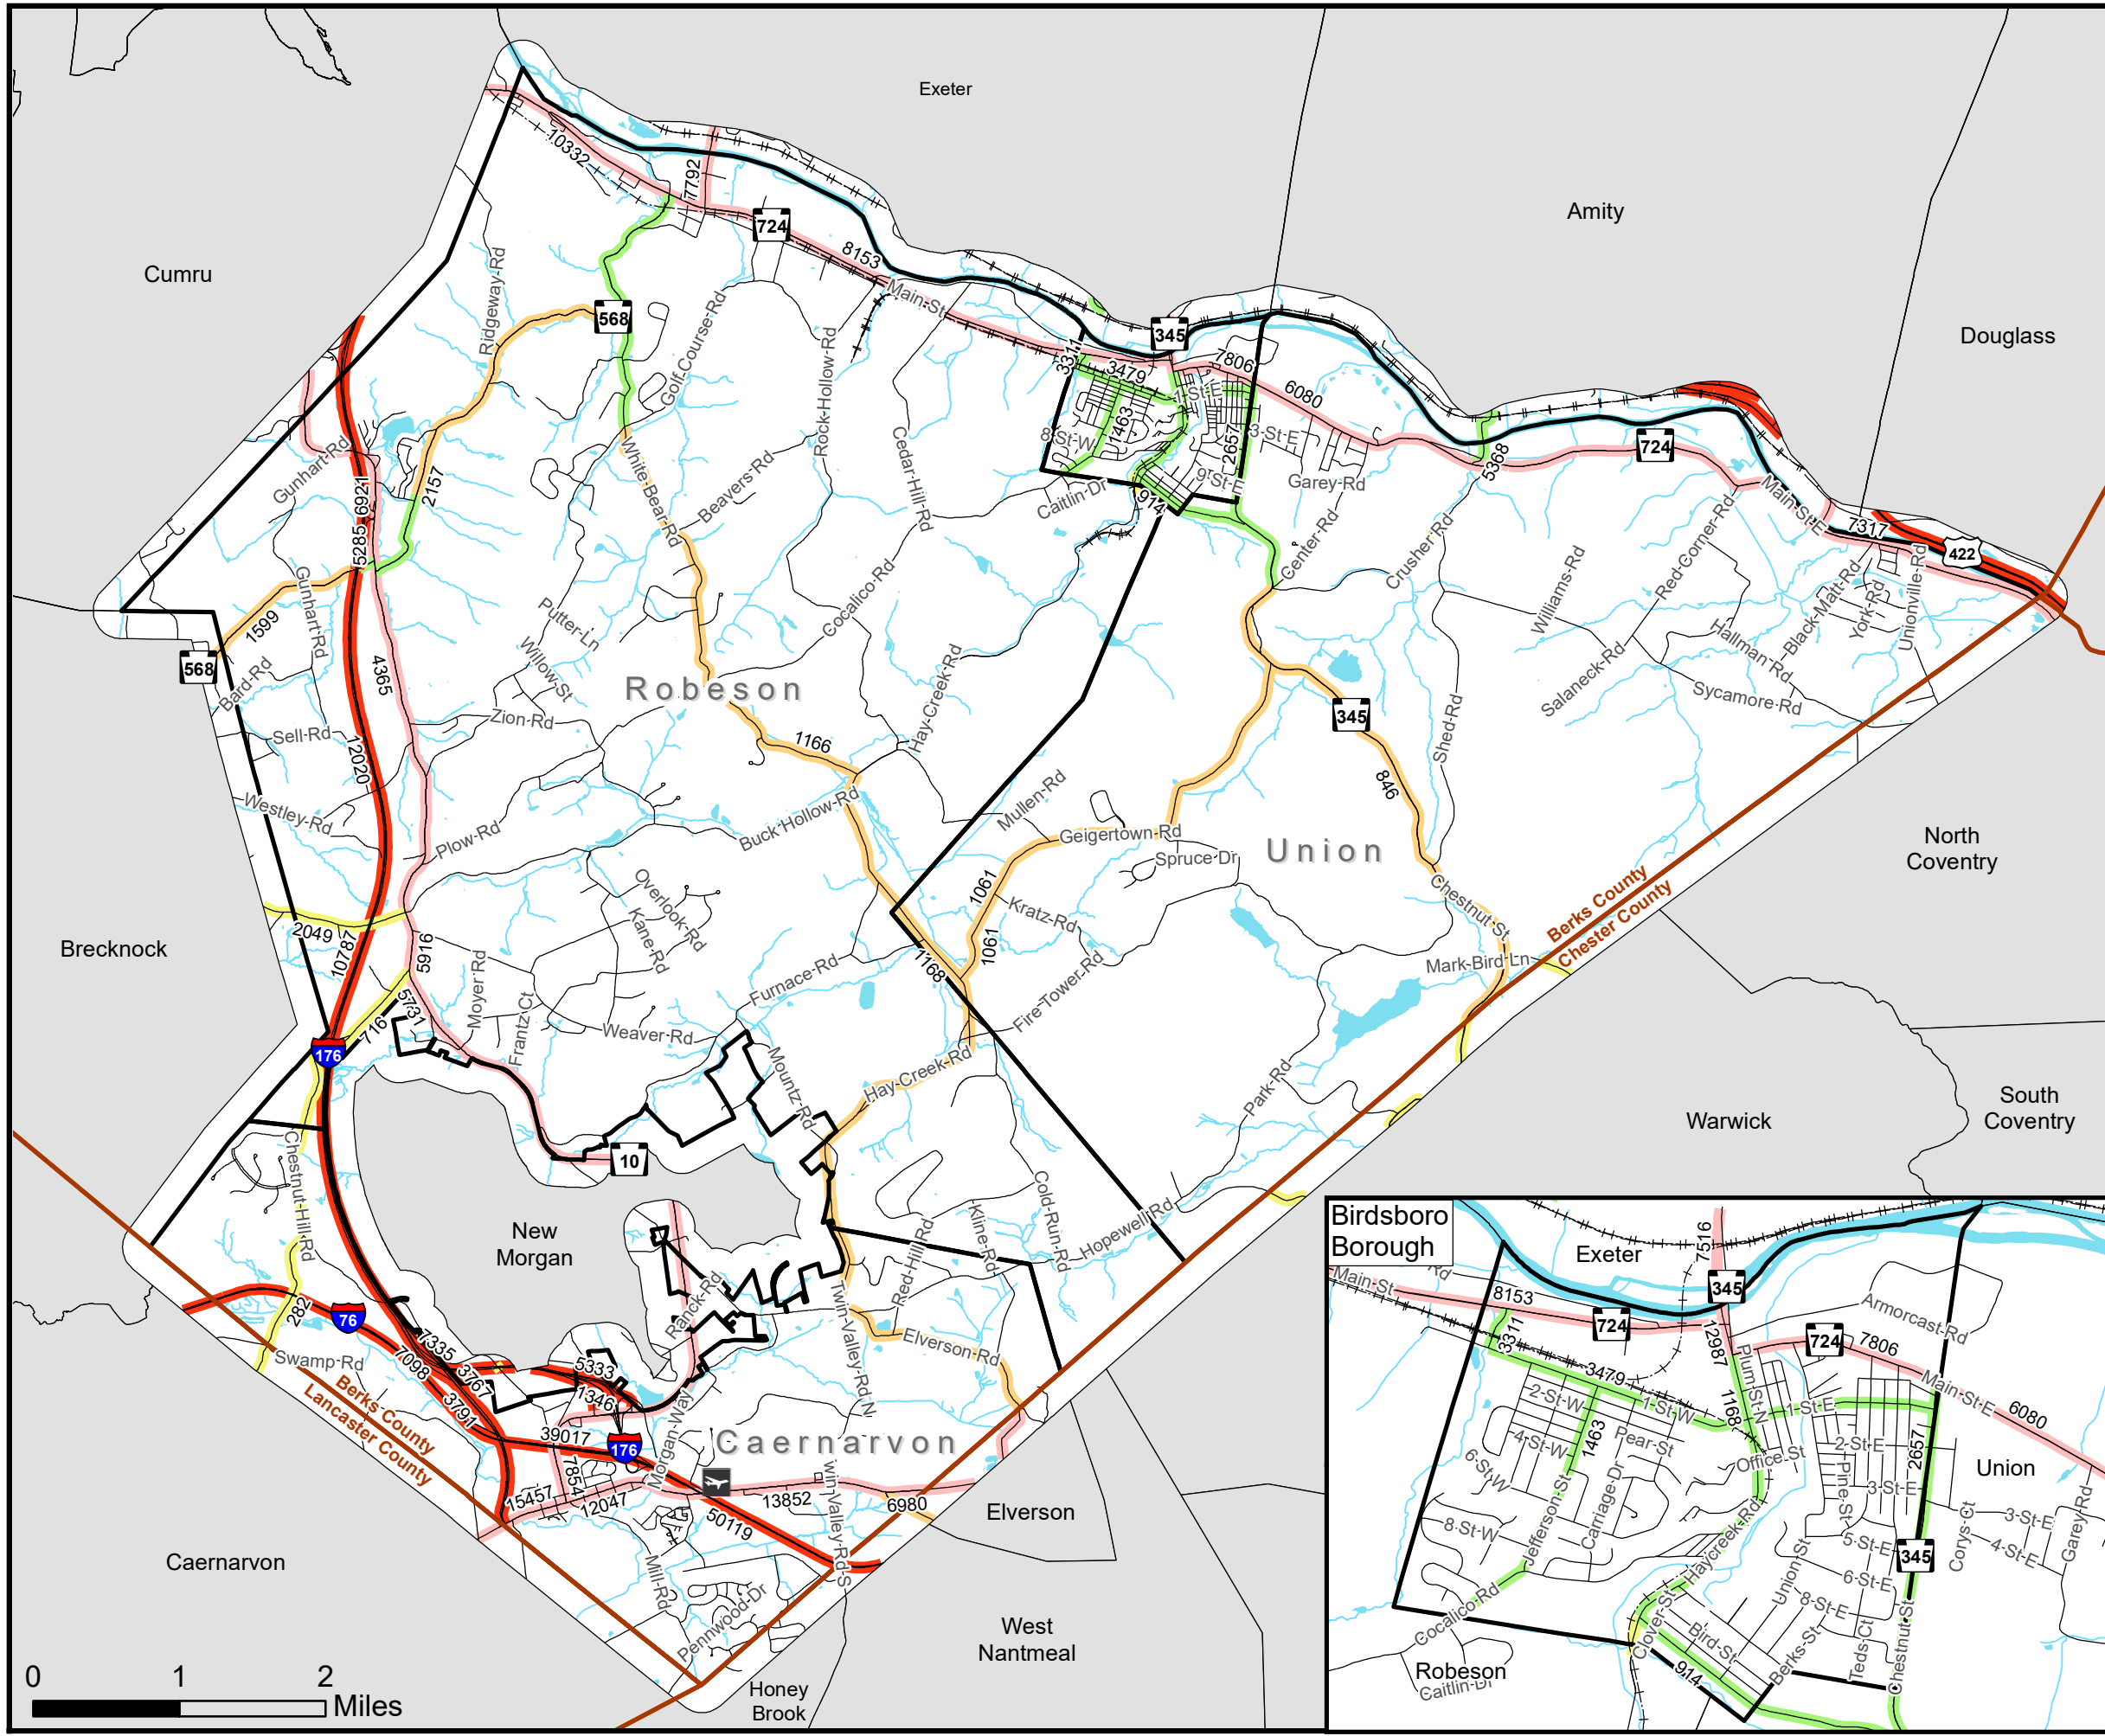 Exeter
Amity
Cumru
Douglass
10332
7792
724
8153
Main-St
Ridgeway-Rd
568
Golf-Course-Rd
Rock-Hollow-Rd
345
3311
3479
7806
1-St-E
6080
8-St-W
1463
2657
3-St-E
9-St-E
Garey-Rd
5368
724
Gunhart-Rd
6921
2157
White-Bear-Rd
Beavers-Rd
Cedar-Hill-Rd
Caitlin-Dr
914
Main-St-E
7317
422
5285
Center-Rd
Crusher-Rd
Williams-Rd
Red-Corner-Rd
Black-Matt-Rd
York-Rd
Unionville-Rd
Gunhart-Rd
1599
568
Bard-Rd
Putter-Ln
Willow-St
Cocalico-Rd
Hay-Creek-Rd
Salaneck-Rd
Hallman Rd
Sycamore-Rd
4365
Robeson
Zion-Rd
Sell-Rd
12020
1166
345
Shed-Rd
846
Westley-Rd
Plow-Rd
Buck Hollow-Rd
Mullen-Rd
Geigertown-Rd
Spruce-Dr
Union
North
Coventry
Overlook-Rd
Kane-Rd
1061
Kratz-Rd
Chestnut-St
Berks County
Chester County
Brecknock
2049
10787
5916
1168
1061
Mark-Bird-Ln
Moyer-Rd
Furnace-Rd
Fire-Tower-Rd
5731
716
Frantz-Ct
Weaver-Rd
176
Mountz-Rd
Hay-Creek-Rd
Park-Rd
South
Coventry
Warwick
10
Chestnut-Hill-Rd
New
Morgan
Cold-Run-Rd
Kline-Rd
Red-Hill-Rd
Hopewell-Rd
Ranck-Rd
282
76
Twin-Valley-Rd N
Elverson-Rd
Swamp-Rd
7335
7098
3767
3791
5333
1346
Berks County
Lancaster County
39017
176
Morgan-Way
Caernarvon
7854
15457
12047
13852
6980
50119
Elverson
Mill-Rd
Pennwood-Dr
Caernarvon
West
Nantmeal
Honey
Brook
0 1 2
Miles
Birdsboro
Borough
Exeter
7516
345
Main-St
Rd
8153
724
3311
12987
724
7806
Armorcast-Rd
3479
Plum-St-N
Main-St-E
6080
2-St-W
1-St-W
1168
1-St-E
4-St-W
1463
Pear-St
Office-St
2-St-E
2657
Union
6-St-W
Pine-St
3-St-E
8-St-W
Jefferson-St
Carriage-Dr
Haycreek-Rd
Corys-Ct
3-St-E
4-St-E
Garey-Rd
5-St-E
345
Union-St
6-St-E
8-St-E
Cocalico-Rd
Clover-St
Bird-St
914
Berks-St
Teds-Ct
Chestnut-St
Robeson
Caitlin-Dr